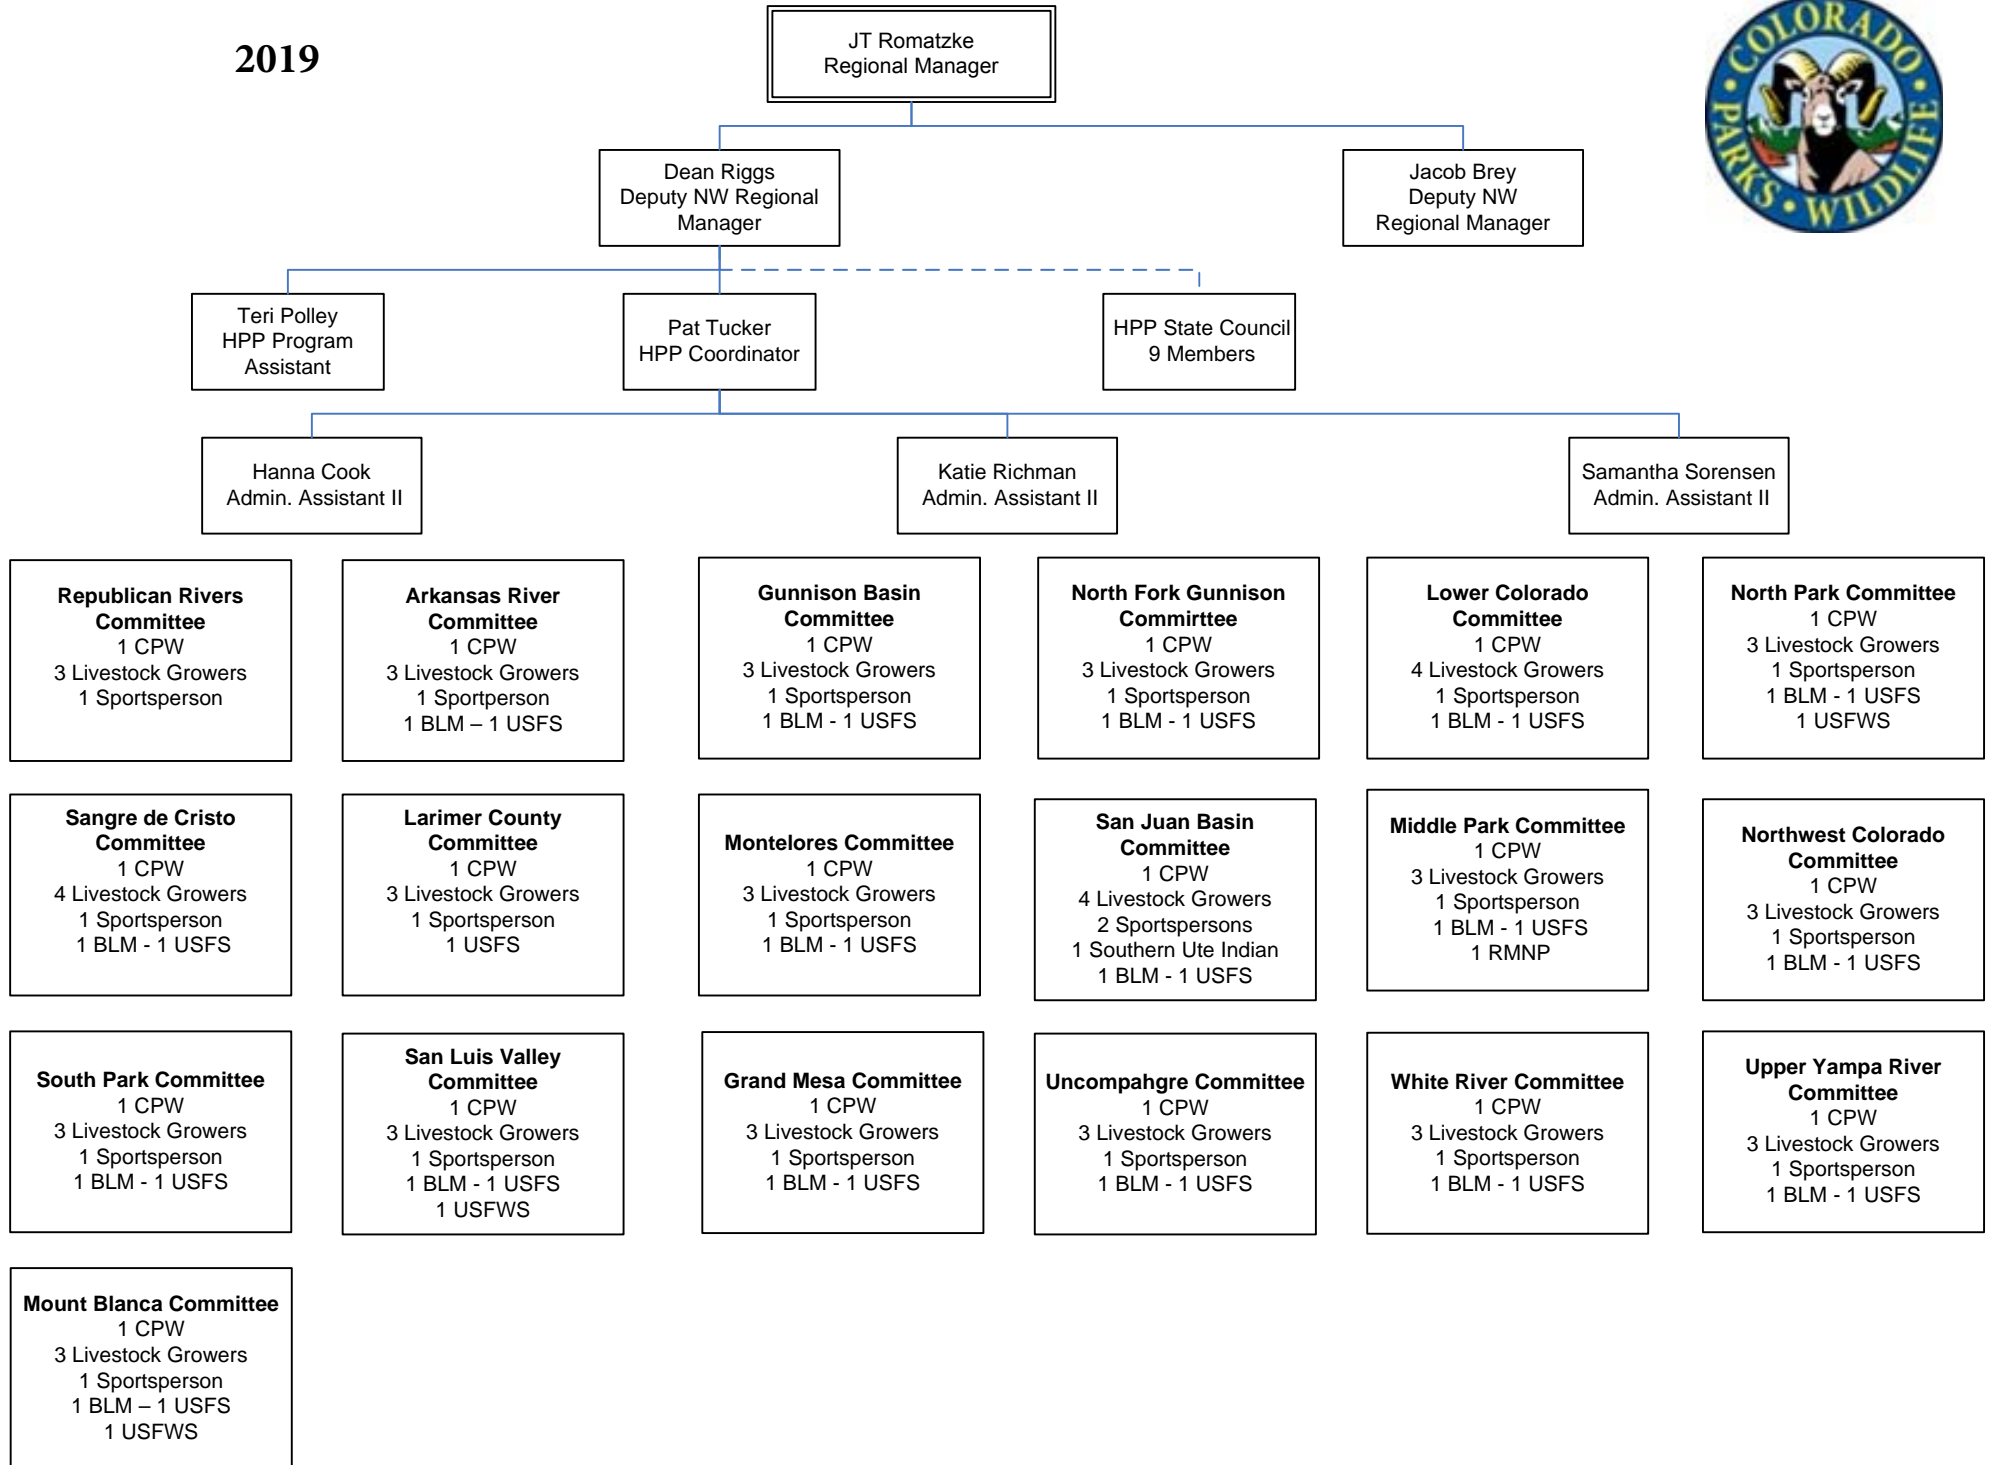 2019
JT Romatzke
Regional Manager
COLORADO
PARKS • WILDLIFE
Dean Riggs
Deputy NW Regional
Manager
Jacob Brey
Deputy NW
Regional Manager
Teri Polley
HPP Program
Assistant
Pat Tucker
HPP Coordinator
HPP State Council
9 Members
Hanna Cook
Admin. Assistant II
Katie Richman
Admin. Assistant II
Samantha Sorensen
Admin. Assistant II
Republican Rivers
Committee
1 CPW
3 Livestock Growers
1 Sportsperson
Arkansas River
Committee
1 CPW
3 Livestock Growers
1 Sportperson
1 BLM – 1 USFS
Gunnison Basin
Committee
1 CPW
3 Livestock Growers
1 Sportsperson
1 BLM - 1 USFS
North Fork Gunnison
Commirttee
1 CPW
3 Livestock Growers
1 Sportsperson
1 BLM - 1 USFS
Lower Colorado
Committee
1 CPW
4 Livestock Growers
1 Sportsperson
1 BLM - 1 USFS
North Park Committee
1 CPW
3 Livestock Growers
1 Sportsperson
1 BLM - 1 USFS
1 USFWS
Sangre de Cristo
Committee
1 CPW
4 Livestock Growers
1 Sportsperson
1 BLM - 1 USFS
Larimer County
Committee
1 CPW
3 Livestock Growers
1 Sportsperson
1 USFS
Montelores Committee
1 CPW
3 Livestock Growers
1 Sportsperson
1 BLM - 1 USFS
San Juan Basin
Committee
1 CPW
4 Livestock Growers
2 Sportspersons
1 Southern Ute Indian
1 BLM - 1 USFS
Middle Park Committee
1 CPW
3 Livestock Growers
1 Sportsperson
1 BLM - 1 USFS
1 RMNP
Northwest Colorado
Committee
1 CPW
3 Livestock Growers
1 Sportsperson
1 BLM - 1 USFS
South Park Committee
1 CPW
3 Livestock Growers
1 Sportsperson
1 BLM - 1 USFS
San Luis Valley
Committee
1 CPW
3 Livestock Growers
1 Sportsperson
1 BLM - 1 USFS
1 USFWS
Grand Mesa Committee
1 CPW
3 Livestock Growers
1 Sportsperson
1 BLM - 1 USFS
Uncompahgre Committee
1 CPW
3 Livestock Growers
1 Sportsperson
1 BLM - 1 USFS
White River Committee
1 CPW
3 Livestock Growers
1 Sportsperson
1 BLM - 1 USFS
Upper Yampa River
Committee
1 CPW
3 Livestock Growers
1 Sportsperson
1 BLM - 1 USFS
Mount Blanca Committee
1 CPW
3 Livestock Growers
1 Sportsperson
1 BLM – 1 USFS
1 USFWS